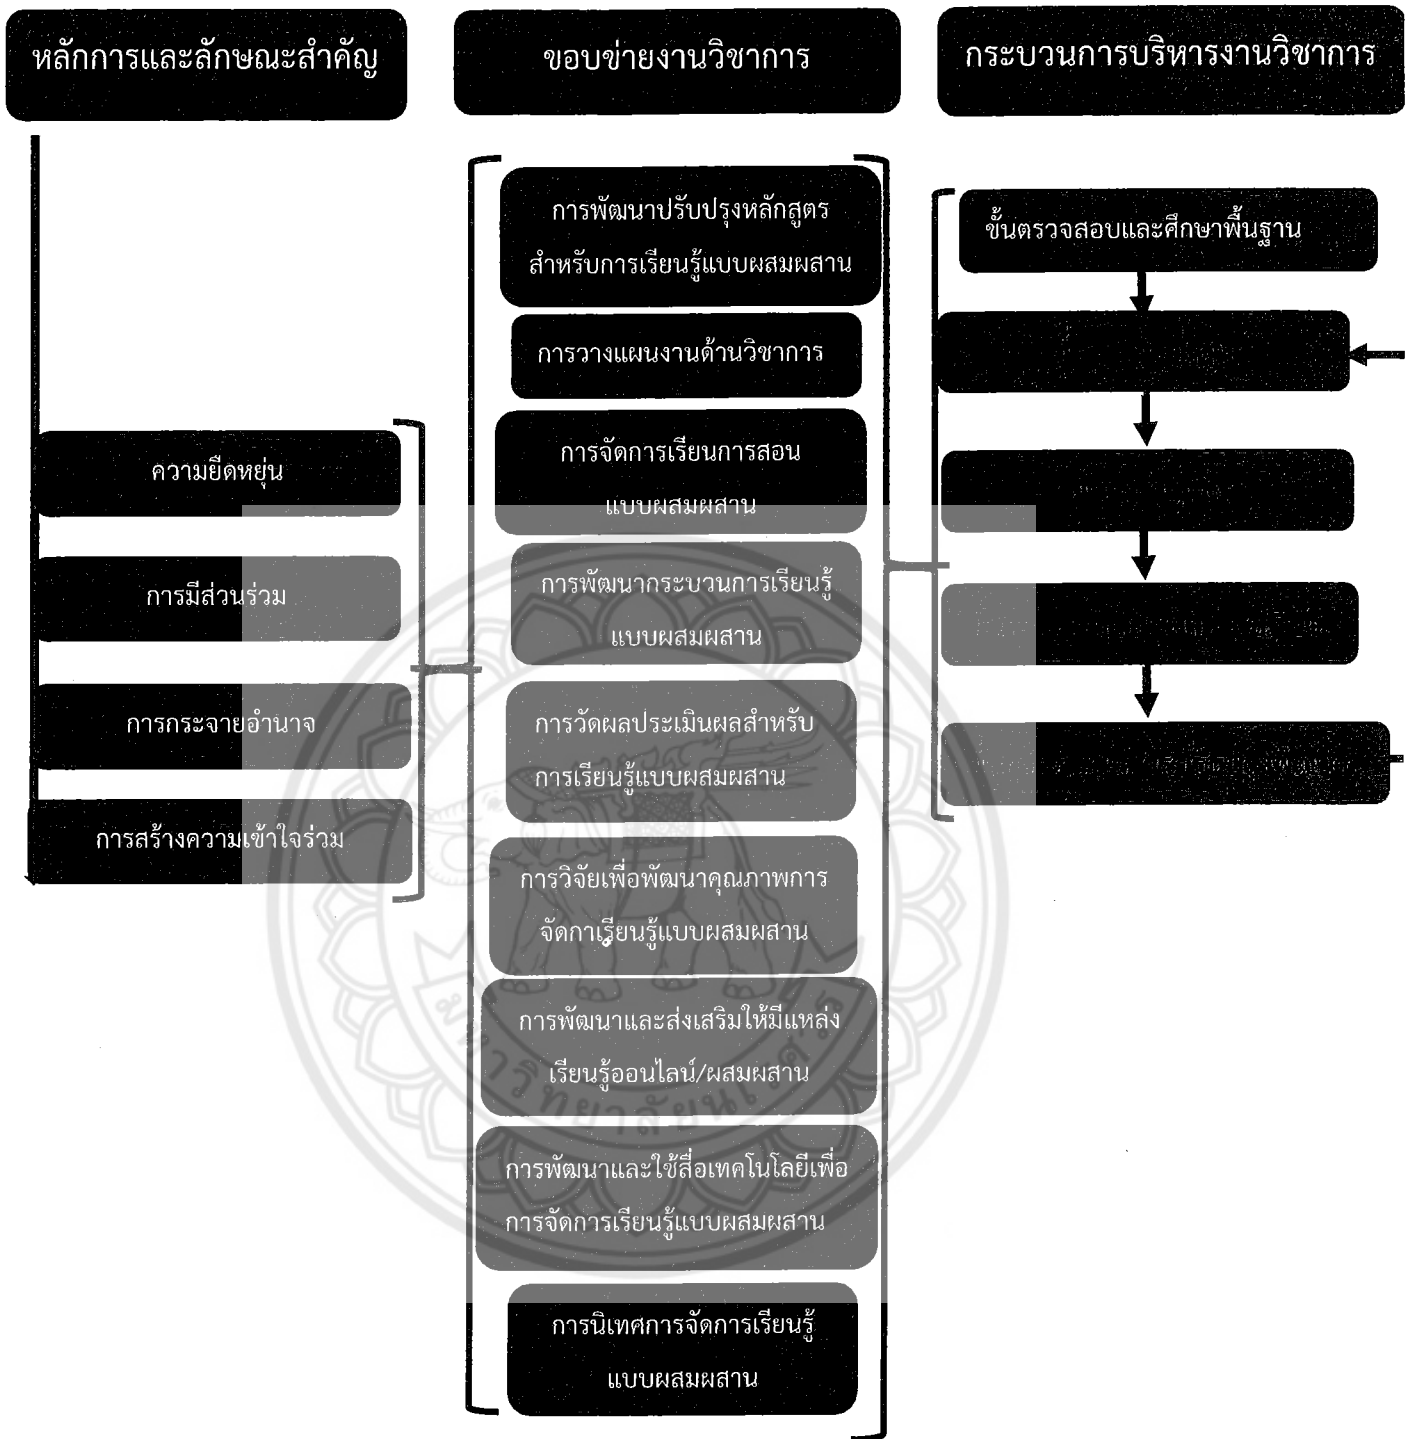 หลักการและลักษณะสำคัญ
ความยืดหยุ่น
การมีส่วนร่วม
การกระจายอำนาจ
การสร้างความเข้าใจร่วม
ขอบข่ายงานวิชาการ
การพัฒนาปรับปรุงหลักสูตร
สำหรับการเรียนรู้แบบผสมผสาน
การวางแผนงานด้านวิชาการ
การจัดการเรียนการสอน
แบบผสมผสาน
การพัฒนากระบวนการเรียนรู้
แบบผสมผสาน
การวัดผลประเมินผลสำหรับ
การเรียนรู้แบบผสมผสาน
การวิจัยเพื่อพัฒนาคุณภาพการ
จัดกาเรียนรู้แบบผสมผสาน
การพัฒนาและส่งเสริมให้มีแหล่ง
เรียนรู้ออนไลน์/ผสมผสาน
การพัฒนาและใช้สื่อเทคโนโลยีเพื่อ
การจัดการเรียนรู้แบบผสมผสาน
การนิเทศการจัดการเรียนรู้
แบบผสมผสาน
กระบวนการบริหารงานวิชาการ
ขั้นตรวจสอบและศึกษาพื้นฐาน
มหาวิทยาลัยนเรศวร